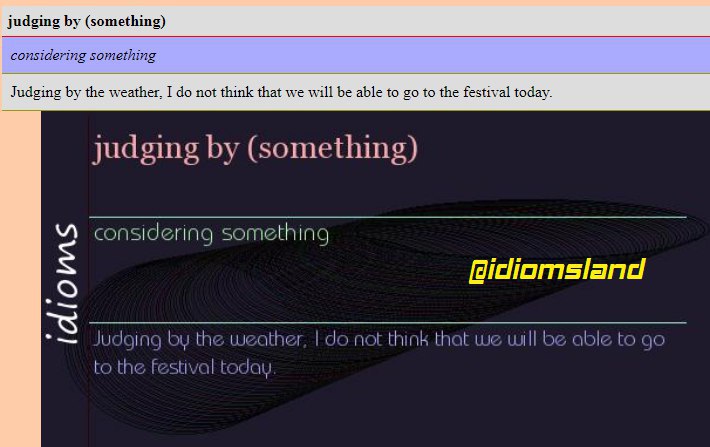 judging by (something)
considering something
Judging by the weather, I do not think that we will be able to go to the festival today.
judging by (something)
considering something
@idiomsland
idioms
Judging by the weather, I do not think that we will be able to go
to the festival today.